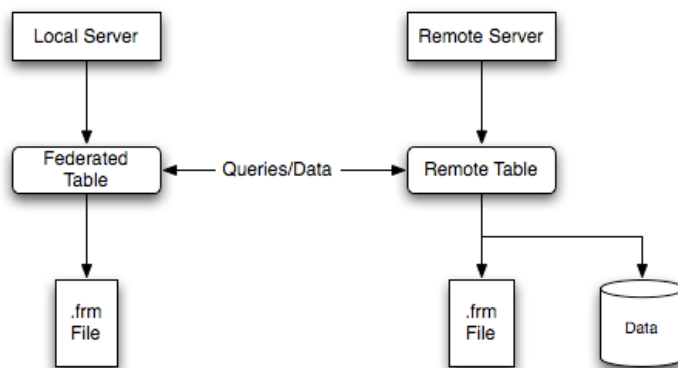 Local Server
Remote Server
Federated
Table
Queries/Data
Remote Table
.frm
File
.frm
File
Data